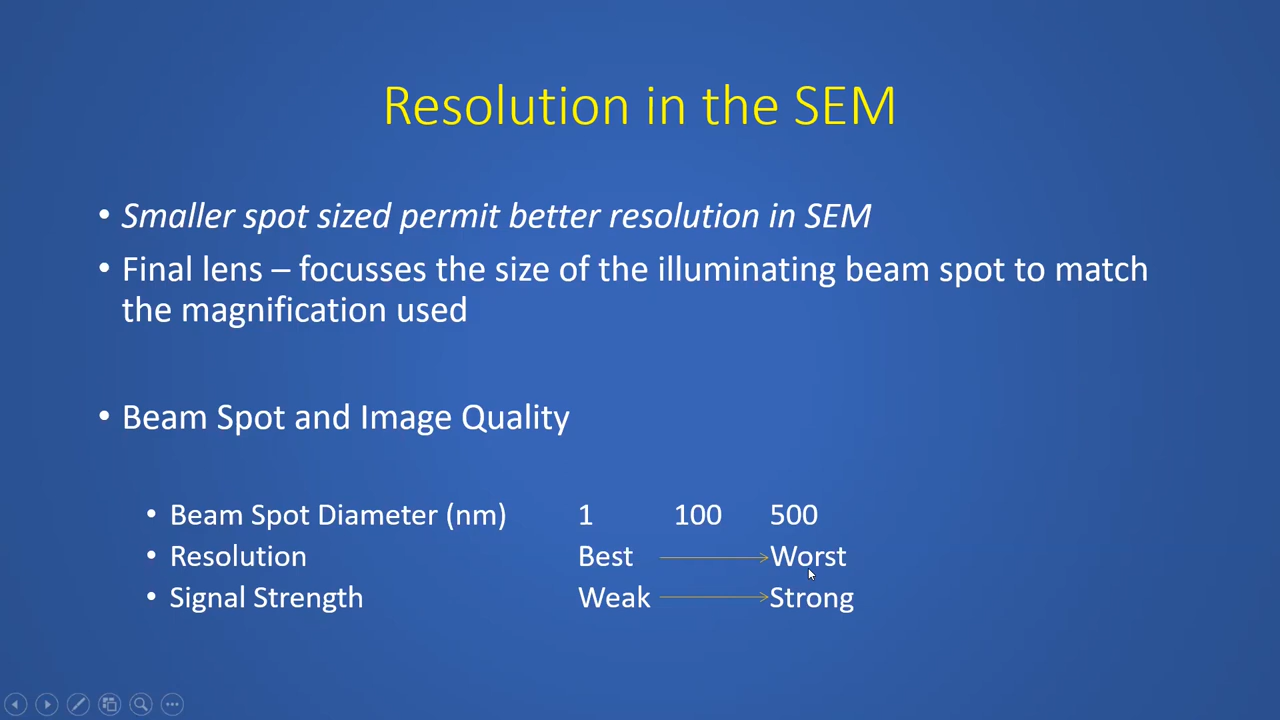 Resolution in the SEM
• Smaller spot sized permit better resolution in SEM
• Final lens – focusses the size of the illuminating beam spot to match
the magnification used
• Beam Spot and Image Quality
• Beam Spot Diameter (nm) 1 100 500
• Resolution Best Worst
• Signal Strength Weak Strong